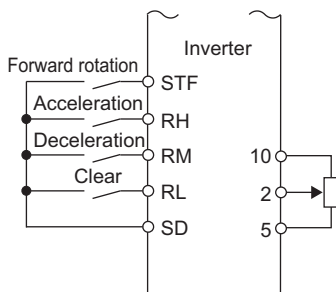 Inverter
Forward rotation
STF
Acceleration
RH
Deceleration
RM
Clear
RL
SD
10
2
5